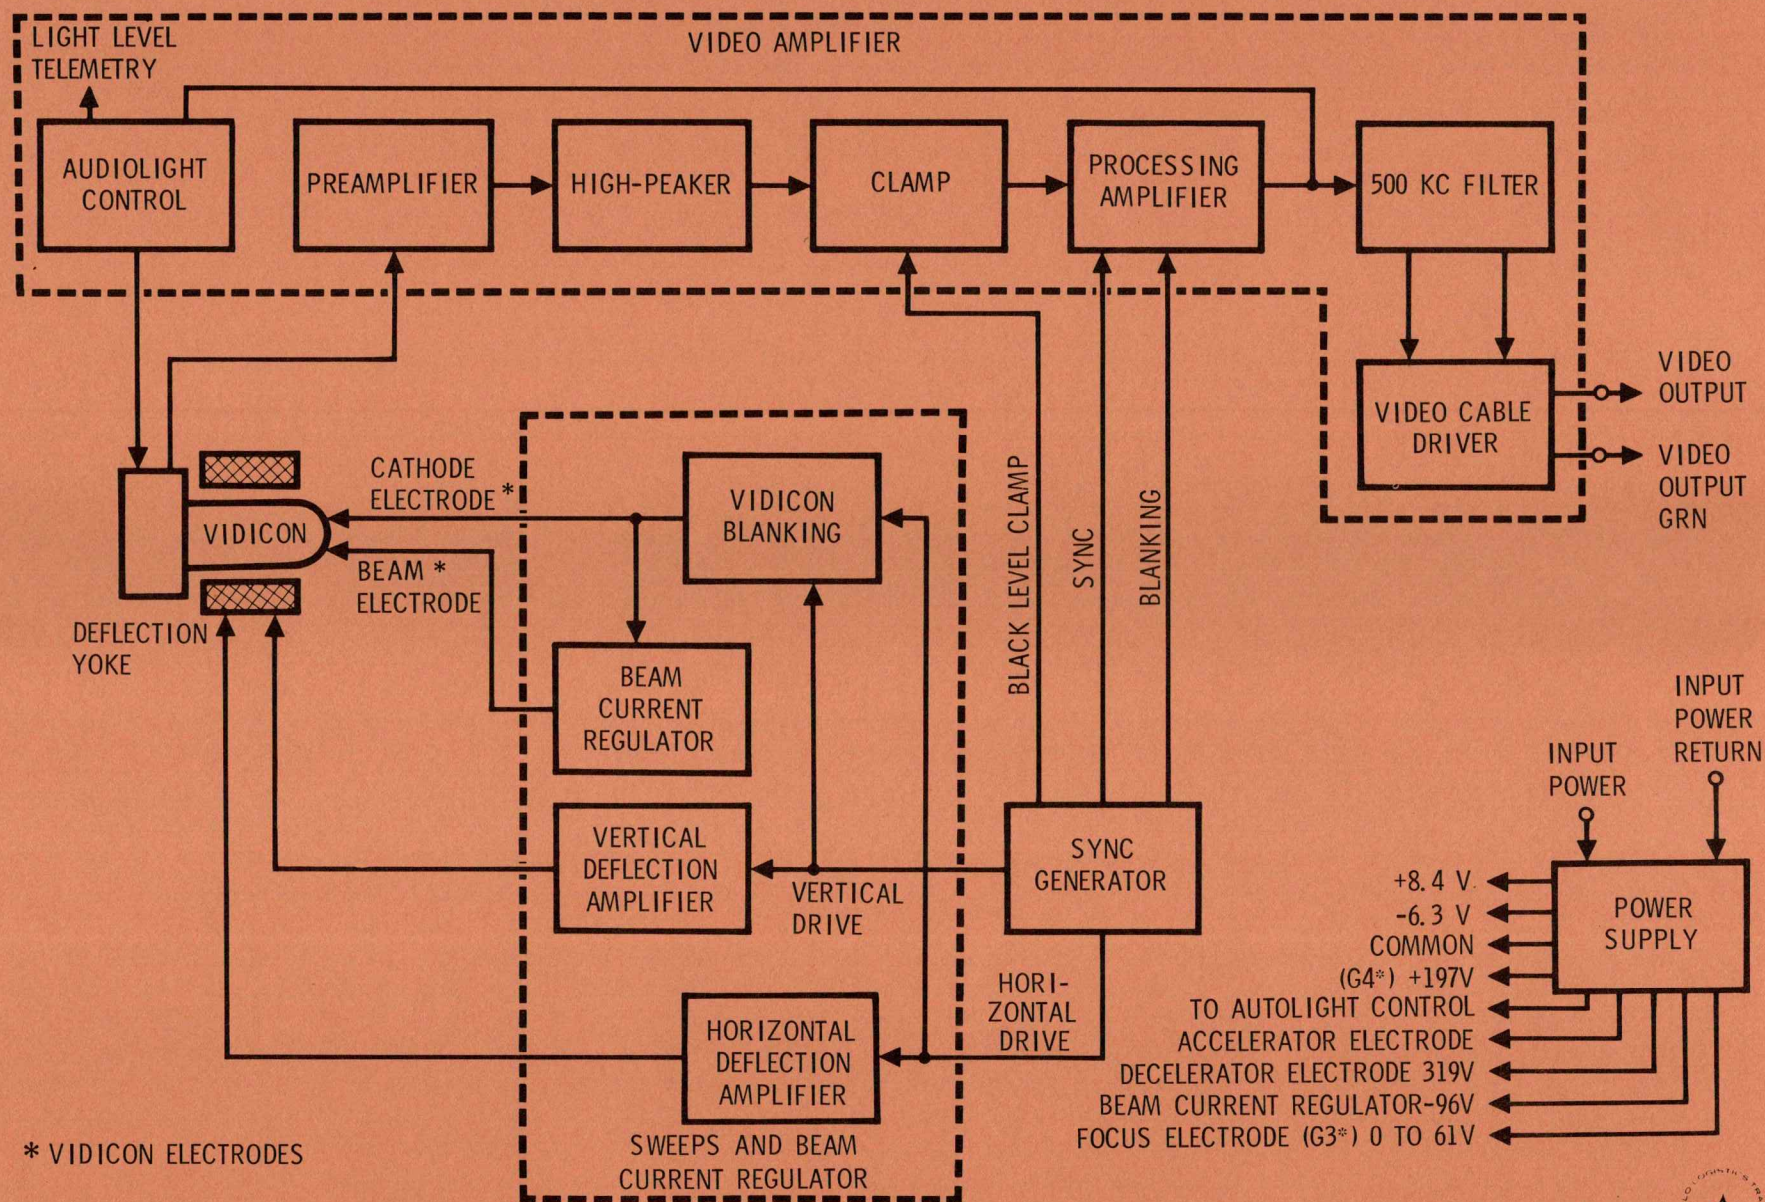 LIGHT LEVEL
TELEMETRY
VIDEO AMPLIFIER
AUDIOLIGHT
CONTROL
PREAMPLIFIER
HIGH-PEAKER
CLAMP
PROCESSING
AMPLIFIER
500 KC FILTER
VIDEO CABLE
DRIVER
VIDEO
OUTPUT
VIDEO
OUTPUT
GRN
CATHODE
ELECTRODE *
VIDICON
BEAM *
ELECTRODE
DEFLECTION
YOKE
VIDICON
BLANKING
BEAM
CURRENT
REGULATOR
BLACK LEVEL CLAMP
SYNC
BLANKING
VERTICAL
DEFLECTION
AMPLIFIER
VERTICAL
DRIVE
SYNC
GENERATOR
HORIZONTAL
DEFLECTION
AMPLIFIER
HORI-
ZONTAL
DRIVE
SWEEPS AND BEAM
CURRENT REGULATOR
INPUT
POWER
INPUT
POWER
RETURN
POWER
SUPPLY
+8.4 V
-6.3 V
COMMON
(G4*) +197V
TO AUTOLIGHT CONTROL
ACCELERATOR ELECTRODE
DECELERATOR ELECTRODE 319V
BEAM CURRENT REGULATOR-96V
FOCUS ELECTRODE (G3*) 0 TO 61V
* VIDICON ELECTRODES